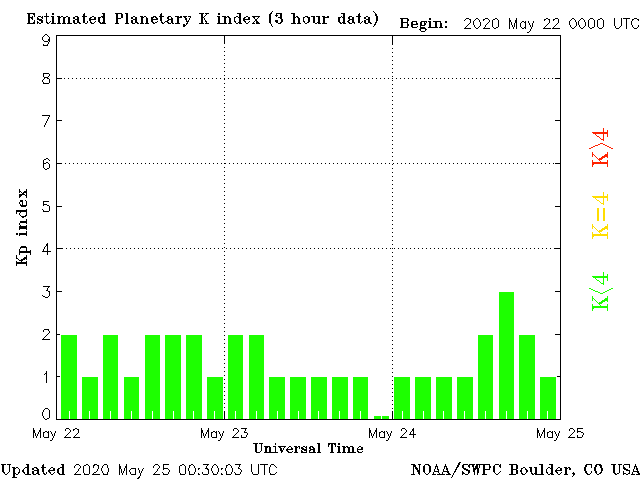 Estimated Planetary K index (3 hour data) Begin: 2020 May 22 0000 UTC
9
8
7
6
5
4
3
2
1
0
Kp index
K>4
K=4
K<4
May 22 May 23 May 24 May 25
Universal Time
Updated 2020 May 25 00:30:03 UTC NOAA/SWPC Boulder, CO USA